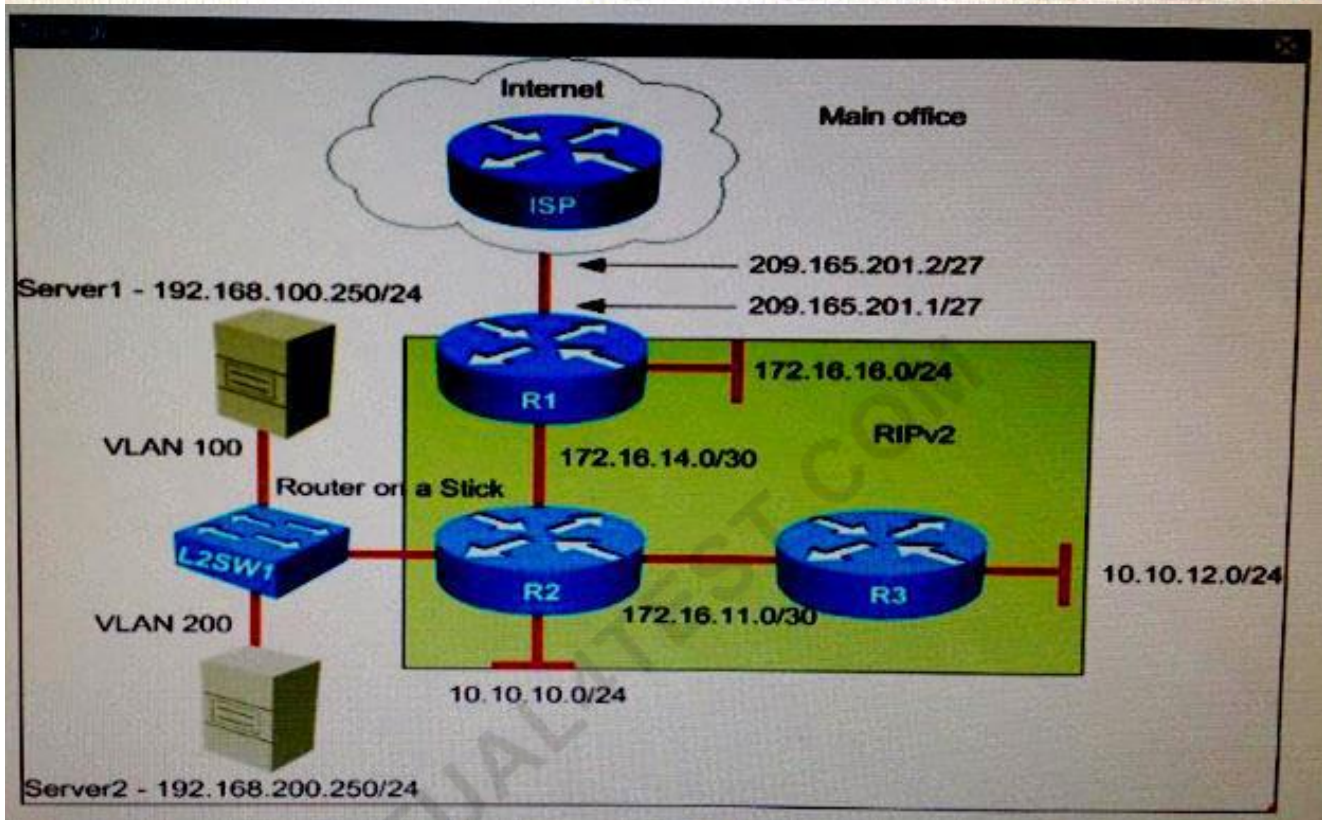 Internet
Main office
ISP
209.165.201.2/27
Server1 - 192.168.100.250/24
209.165.201.1/27
172.16.16.0/24
R1
RIPv2
VLAN 100
172.16.14.0/30
Router on a Stick
L2SW1
R2
R3
10.10.12.0/24
172.16.11.0/30
VLAN 200
10.10.10.0/24
Server2 - 192.168.200.250/24